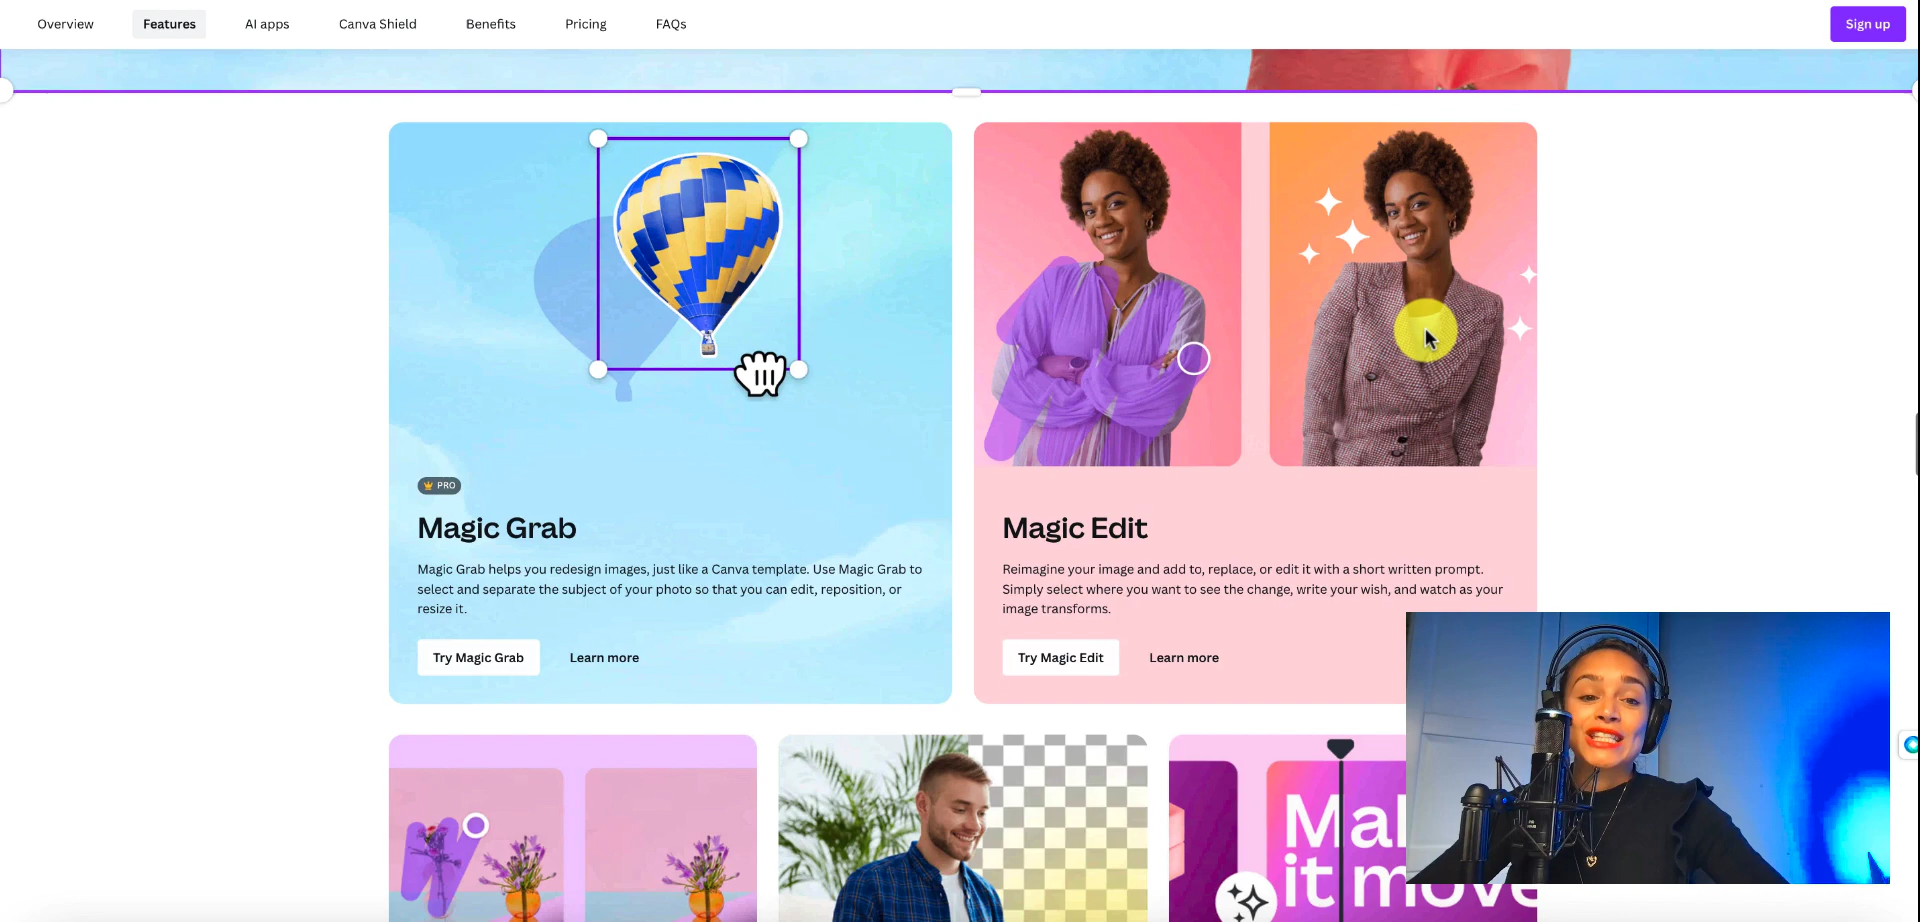 Overview Features AI apps Canva Shield Benefits Pricing FAQs Sign up
PRO
Magic Grab
Magic Grab helps you redesign images, just like a Canva template. Use Magic Grab to
select and separate the subject of your photo so that you can edit, reposition, or
resize it.
Try Magic Grab Learn more
Magic Edit
Reimagine your image and add to, replace, or edit it with a short written prompt.
Simply select where you want to see the change, write your wish, and watch as your
image transforms.
Try Magic Edit Learn more
it move